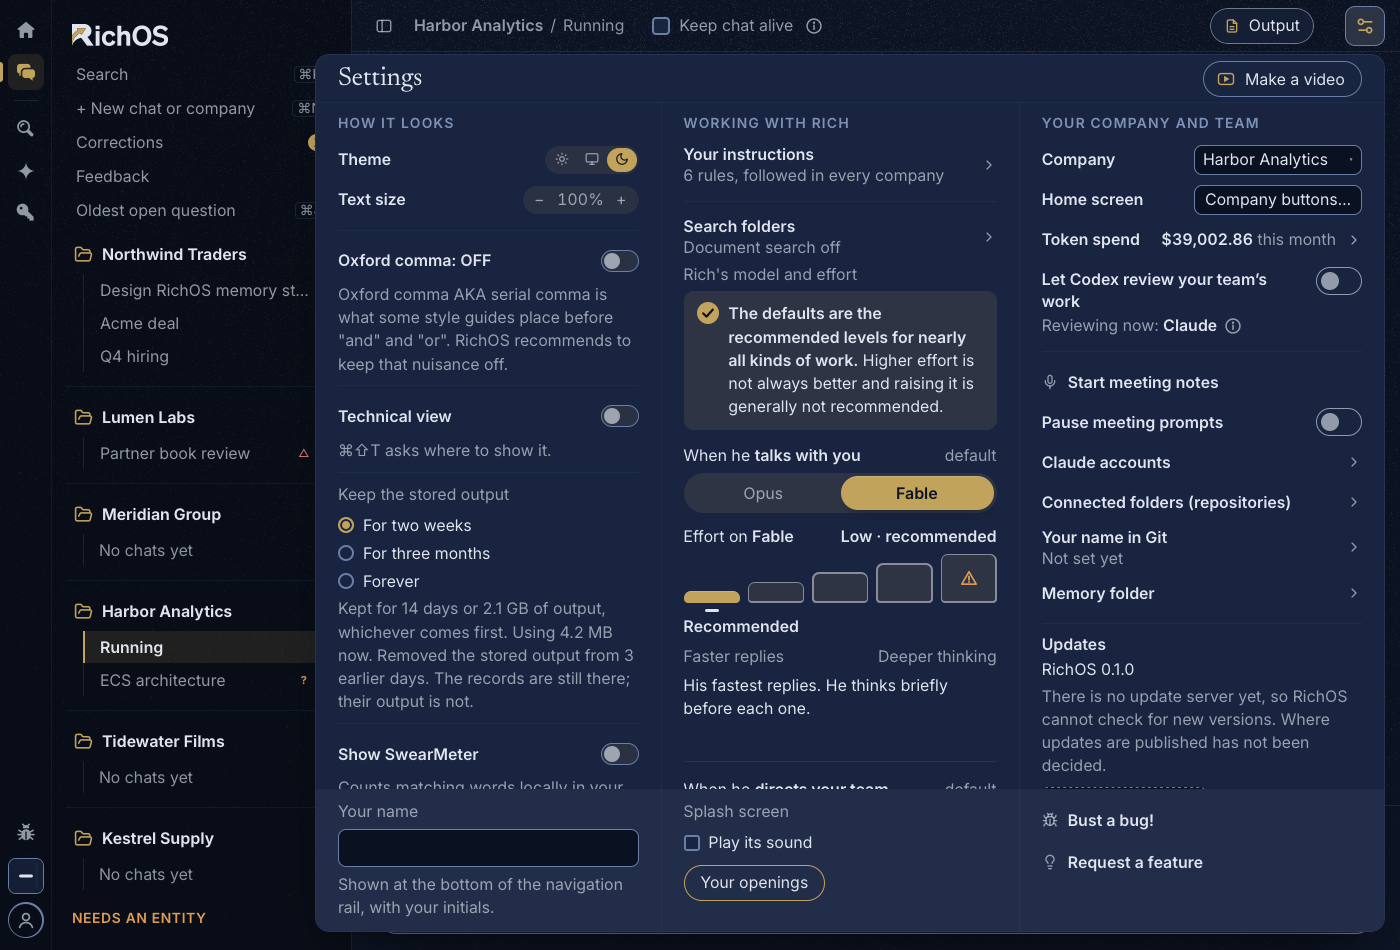 RichOS
Harbor Analytics / Running
Keep chat alive
Output
Search
+ New chat or company
Corrections
Feedback
Oldest open question
Northwind Traders
Design RichOS memory st...
Acme deal
Q4 hiring
Lumen Labs
Partner book review
Meridian Group
No chats yet
Harbor Analytics
Running
ECS architecture
?
Tidewater Films
No chats yet
Kestrel Supply
No chats yet
NEEDS AN ENTITY
Settings
Make a video
HOW IT LOOKS
Theme
Text size
− 100% +
Oxford comma: OFF
Oxford comma AKA serial comma is
what some style guides place before
"and" and "or". RichOS recommends to
keep that nuisance off.
Technical view
⌘⇧T asks where to show it.
Keep the stored output
For two weeks
For three months
Forever
Kept for 14 days or 2.1 GB of output,
whichever comes first. Using 4.2 MB
now. Removed the stored output from 3
earlier days. The records are still there;
their output is not.
Show SwearMeter
Counts matching words locally in your
Your name
Shown at the bottom of the navigation
rail, with your initials.
WORKING WITH RICH
Your instructions
6 rules, followed in every company
Search folders
Document search off
Rich's model and effort
The defaults are the
recommended levels for nearly
all kinds of work. Higher effort is
not always better and raising it is
generally not recommended.
When he talks with you default
Opus Fable
Effort on Fable Low · recommended
Recommended
Faster replies Deeper thinking
His fastest replies. He thinks briefly
before each one.
When he directs your team default
Splash screen
Play its sound
Your openings
YOUR COMPANY AND TEAM
Company Harbor Analytics
Home screen Company buttons...
Token spend $39,002.86 this month
Let Codex review your team's
work
Reviewing now: Claude
Start meeting notes
Pause meeting prompts
Claude accounts
Connected folders (repositories)
Your name in Git
Not set yet
Memory folder
Updates
RichOS 0.1.0
There is no update server yet, so RichOS
cannot check for new versions. Where
updates are published has not been
decided.
Bust a bug!
Request a feature